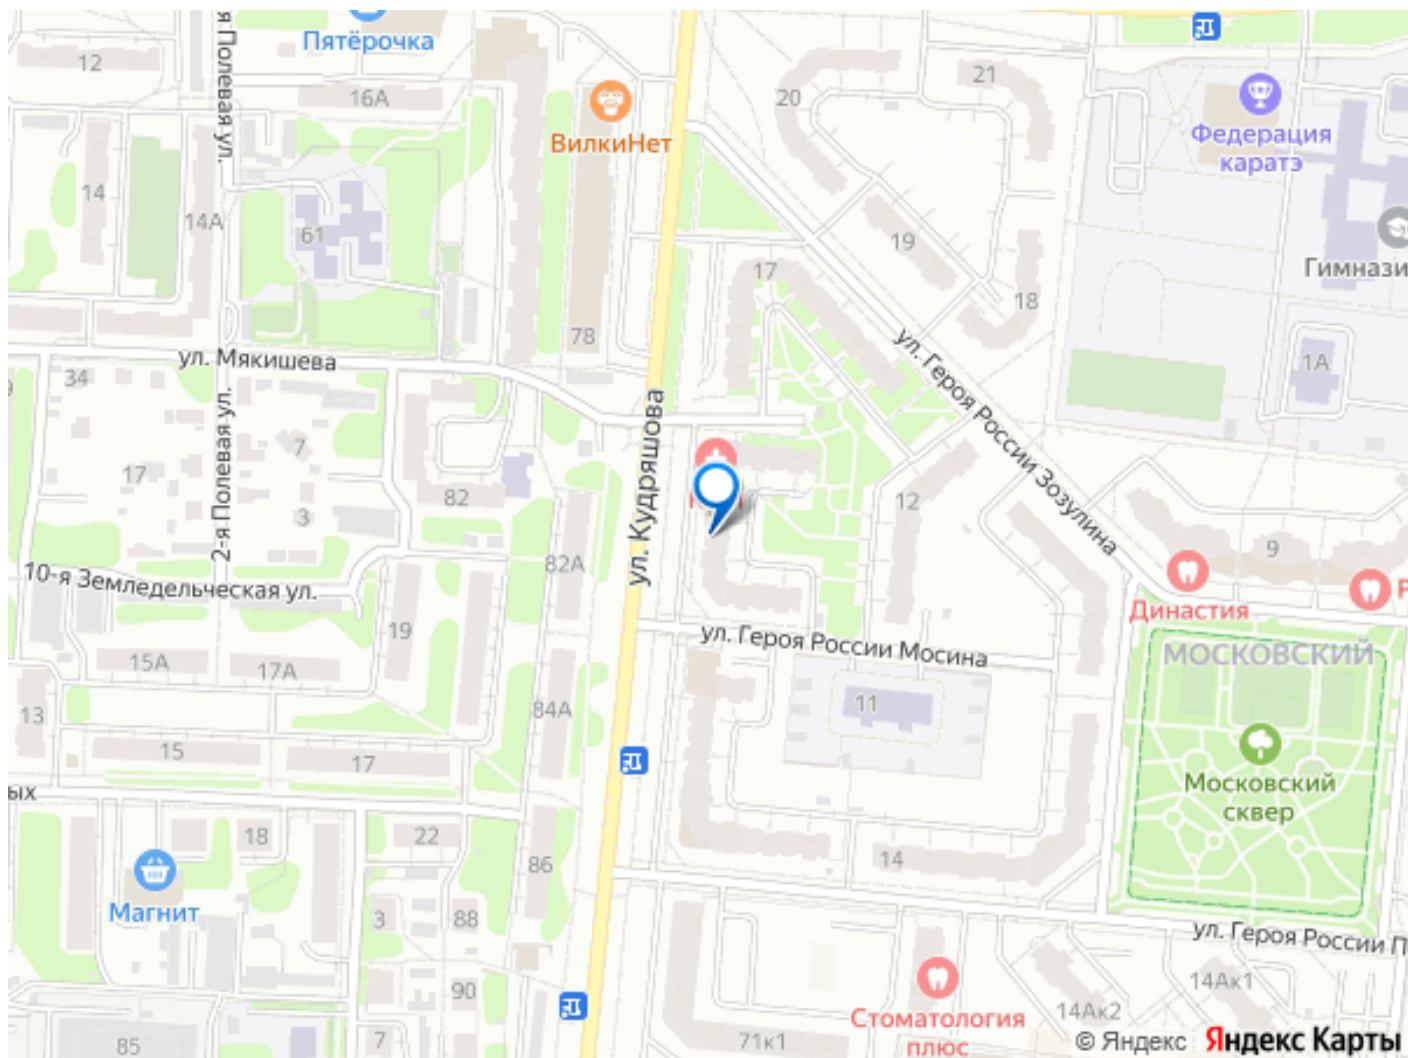 я Полевая ул.
Пятёрочка
12
16А
ВилкиНет
20
21
Федерация
каратэ
14
14А
61
19
17
18
Гимнази
78
ул. Мякишева
34
1А
2-я Полевая ул.
ул. Кудряшова
ул. Героя России Зозулина
7
17
3
82
12
82А
9
10-я Земледельческая ул.
Династия
Р
19
ул. Героя России Мосина
МОСКОВСКИЙ
15А
17А
13
84А
11
15
17
Московский
сквер
ых
18
22
86
14
Магнит
3
88
ул. Героя России П
90
14Ак1
14Ак2
Стоматология
плюс
85
7
71к1
© Яндекс Яндекс Карты